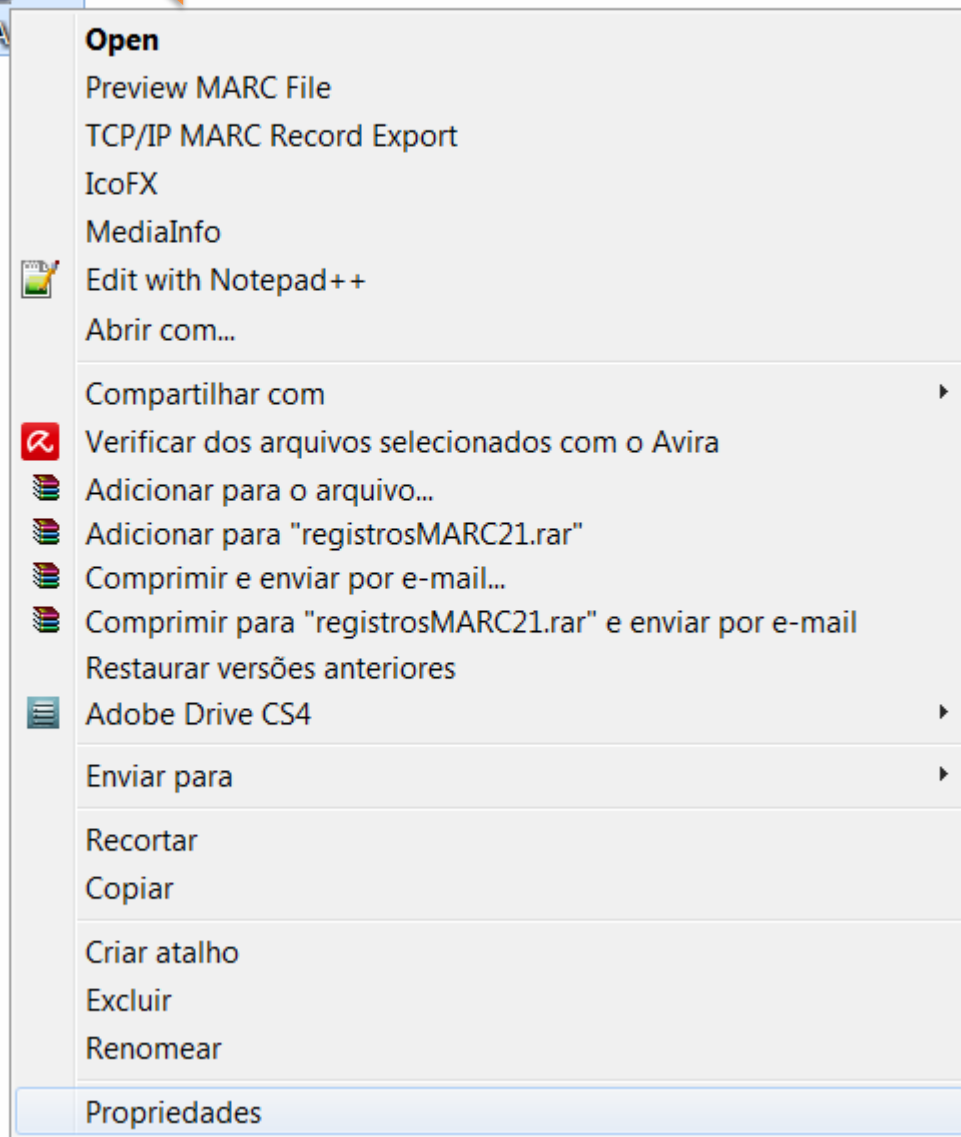 Open
Preview MARC File
TCP/IP MARC Record Export
IcoFX
MediaInfo
Edit with Notepad++
Abrir com...
Compartilhar com
Verificar dos arquivos selecionados com o Avira
Adicionar para o arquivo...
Adicionar para "registrosMARC21.rar"
Comprimir e enviar por e-mail...
Comprimir para "registrosMARC21.rar" e enviar por e-mail
Restaurar versões anteriores
Adobe Drive CS4
Enviar para
Recortar
Copiar
Criar atalho
Excluir
Renomear
Propriedades